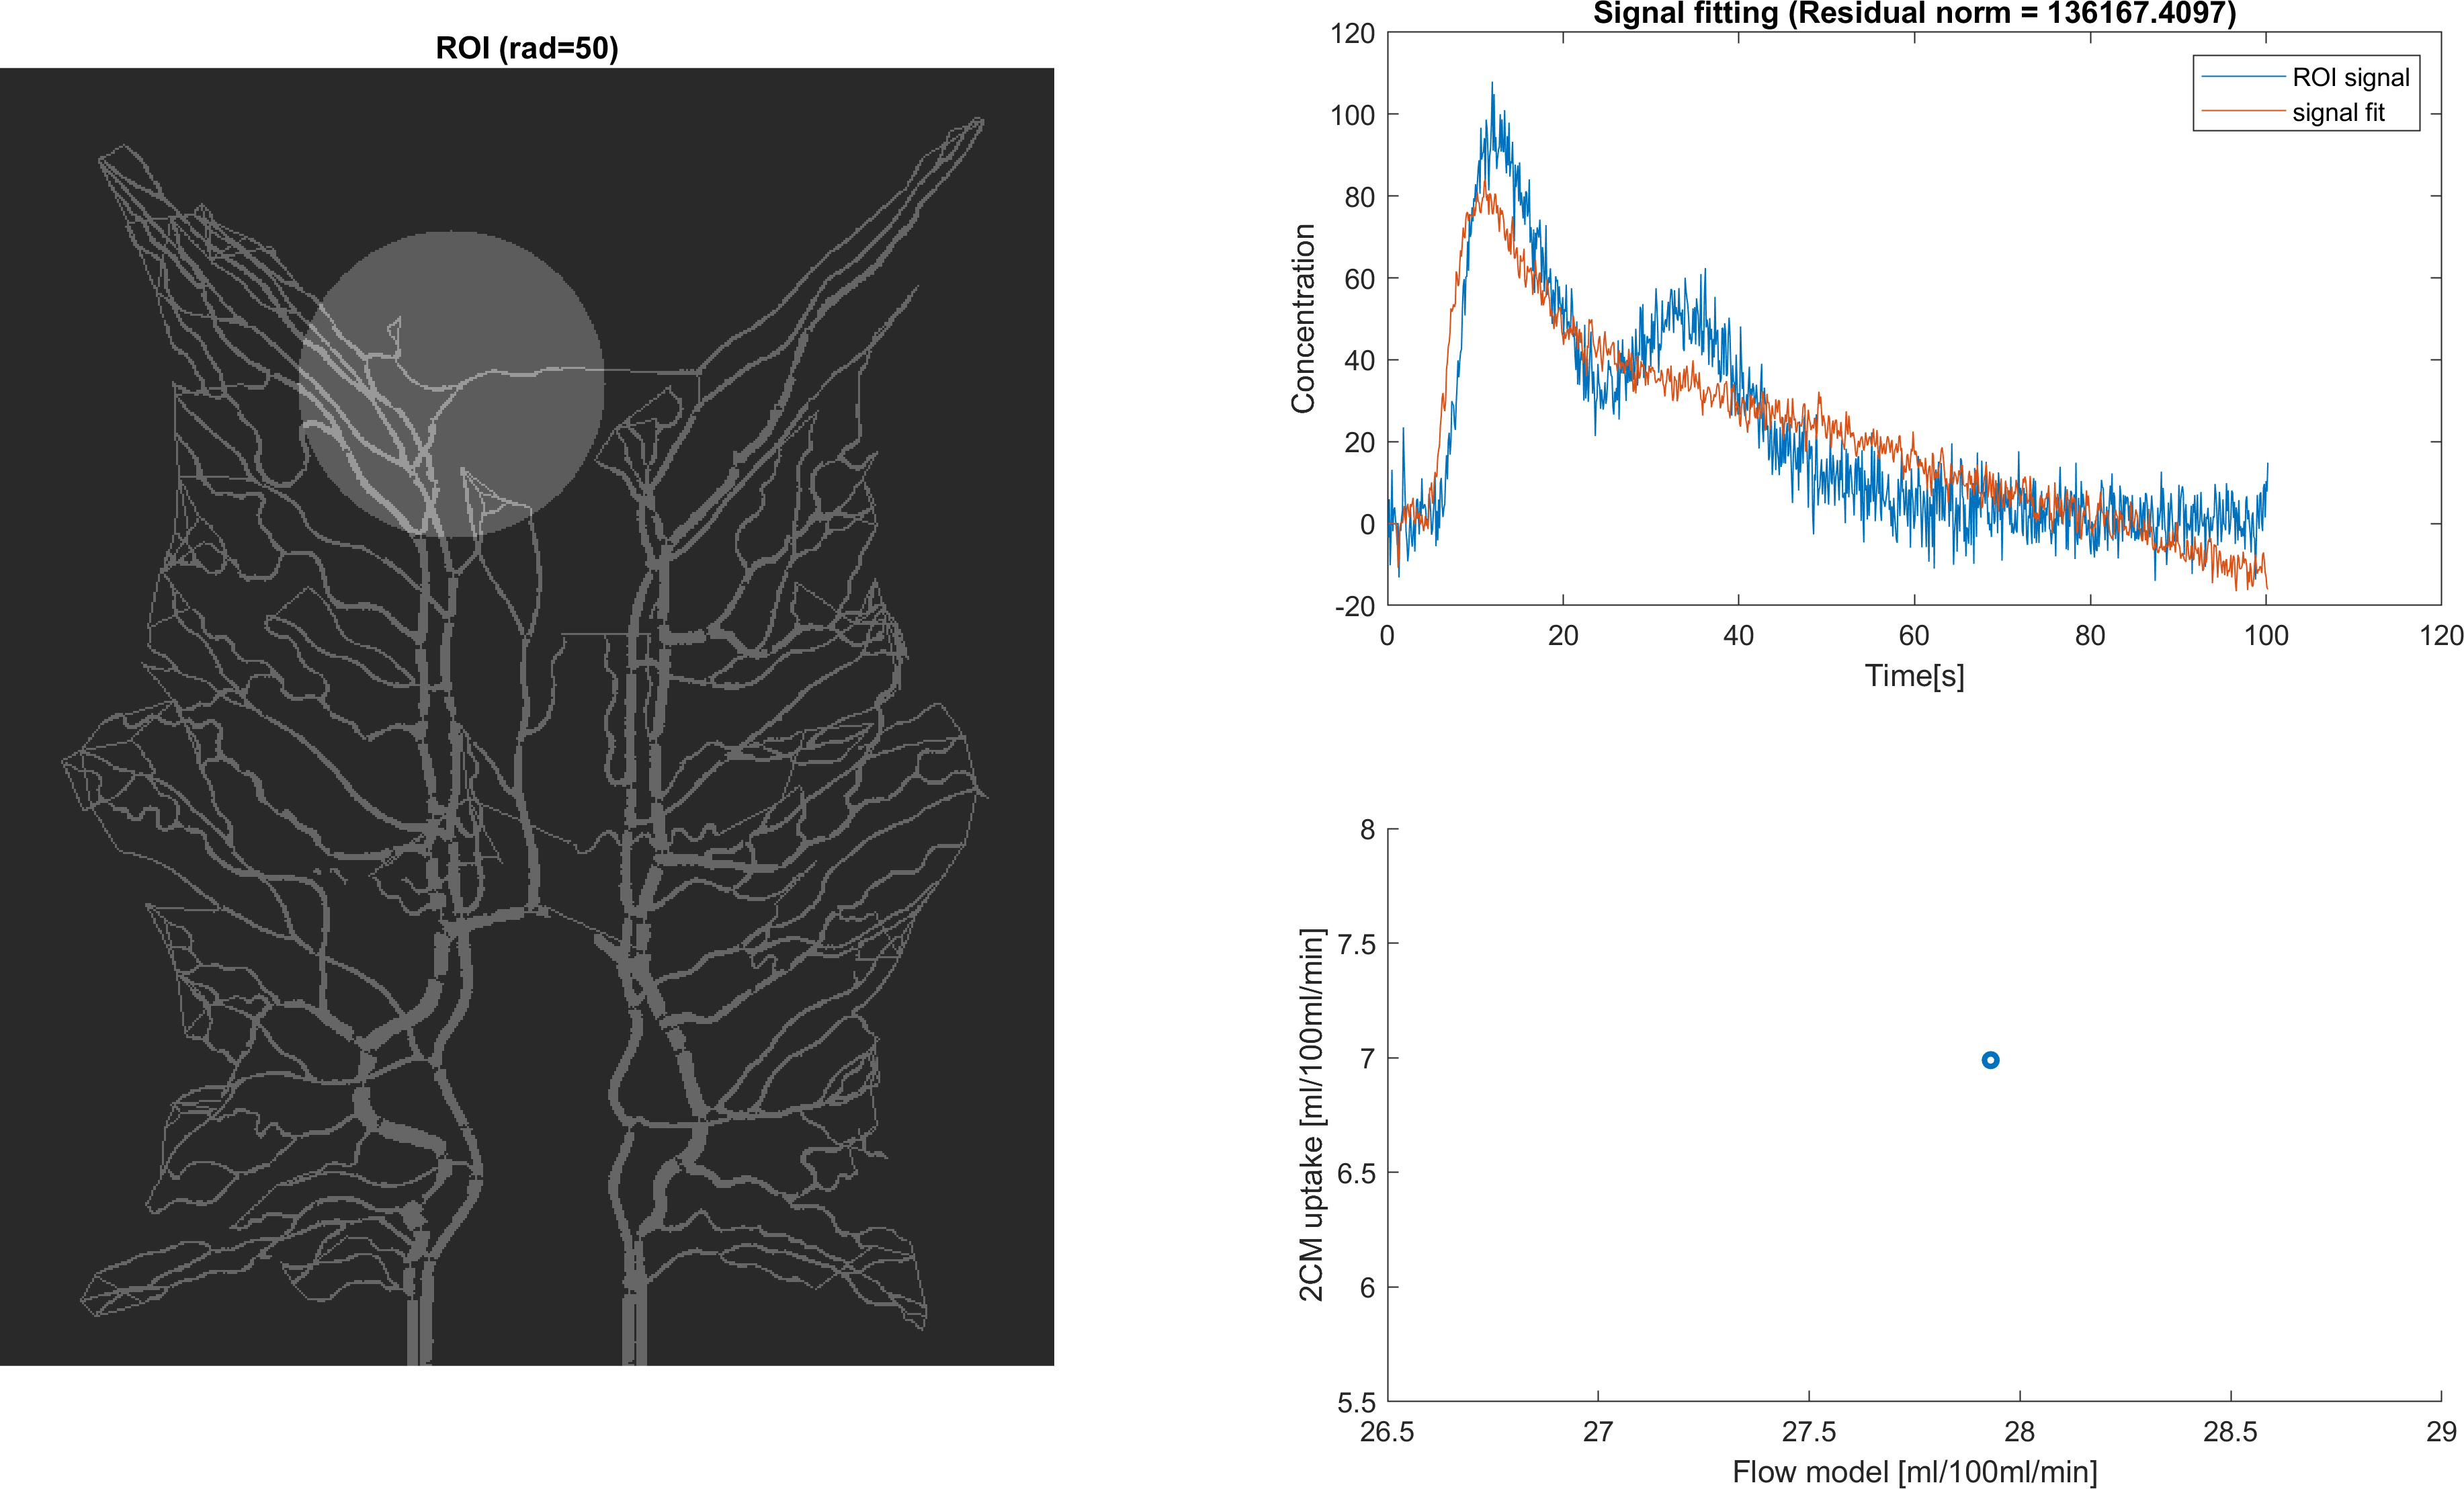 ROI (rad=50)
Signal fitting (Residual norm = 136167.4097)
120
100
80
60
40
20
0
-20
Concentration
ROI signal
signal fit
0 20 40 60 80 100 120
Time[s]
8
7.5
7
6.5
6
5.5
2CM uptake [ml/100ml/min]
26.5 27 27.5 28 28.5 29
Flow model [ml/100ml/min]